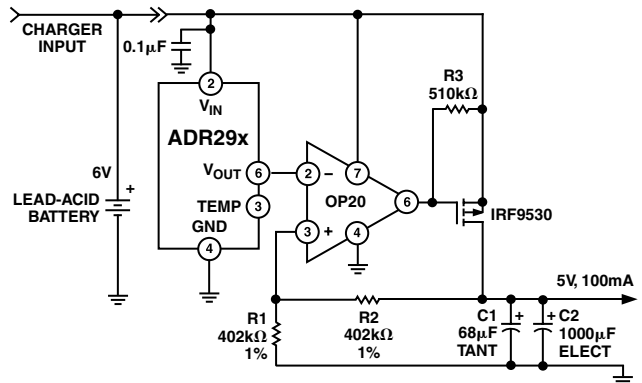 CHARGER
INPUT
0.1µF
2
VIN
ADR29x
VOUT
6
TEMP
3
GND
4
6V
+
LEAD-ACID
BATTERY
2
–
7
OP20
6
3
+
4
R3
510kΩ
IRF9530
5V, 100mA
R1
402kΩ
1%
R2
402kΩ
1%
C1
68µF
TANT
+
+
C2
1000µF
ELECT